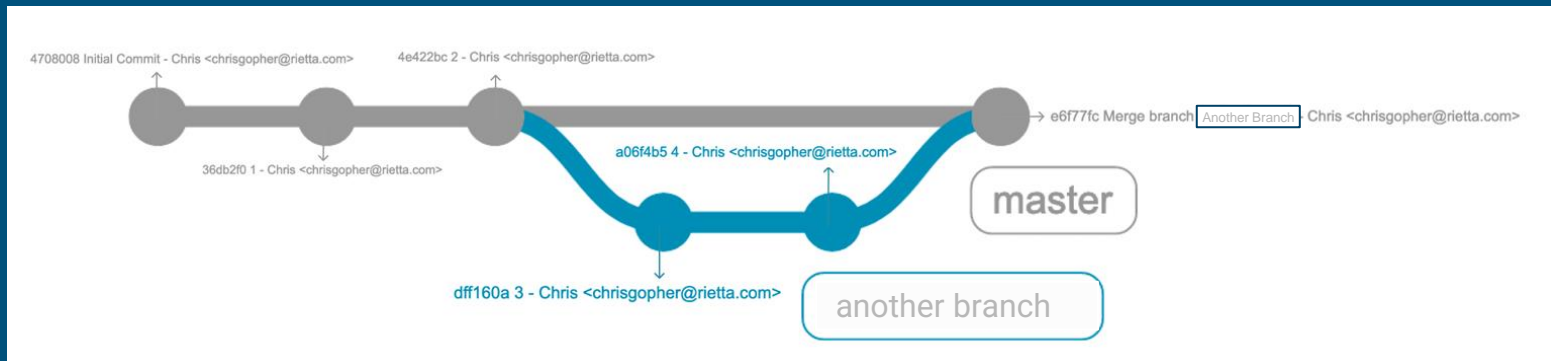 4708008 Initial Commit - Chris <chrisgopher@rietta.com>
4e422bc 2 - Chris <chrisgopher@rietta.com>
e6f77fc Merge branch Another Branch - Chris <chrisgopher@rietta.com>
36db2f0 1 - Chris <chrisgopher@rietta.com>
a06f4b5 4 - Chris <chrisgopher@rietta.com>
master
dff160a 3 - Chris <chrisgopher@rietta.com>
another branch